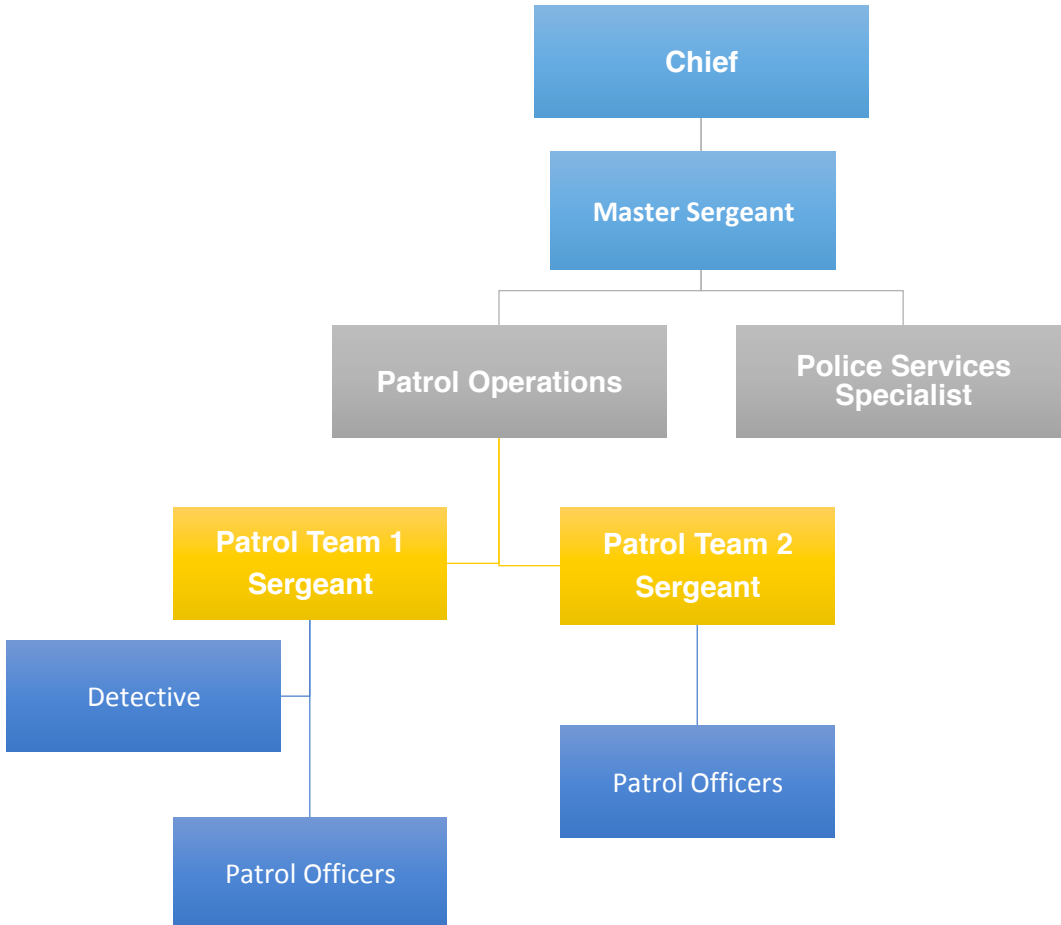 Chief
Master Sergeant
Patrol Operations
Police Services
Specialist
Patrol Team 1
Sergeant
Patrol Team 2
Sergeant
Detective
Patrol Officers
Patrol Officers